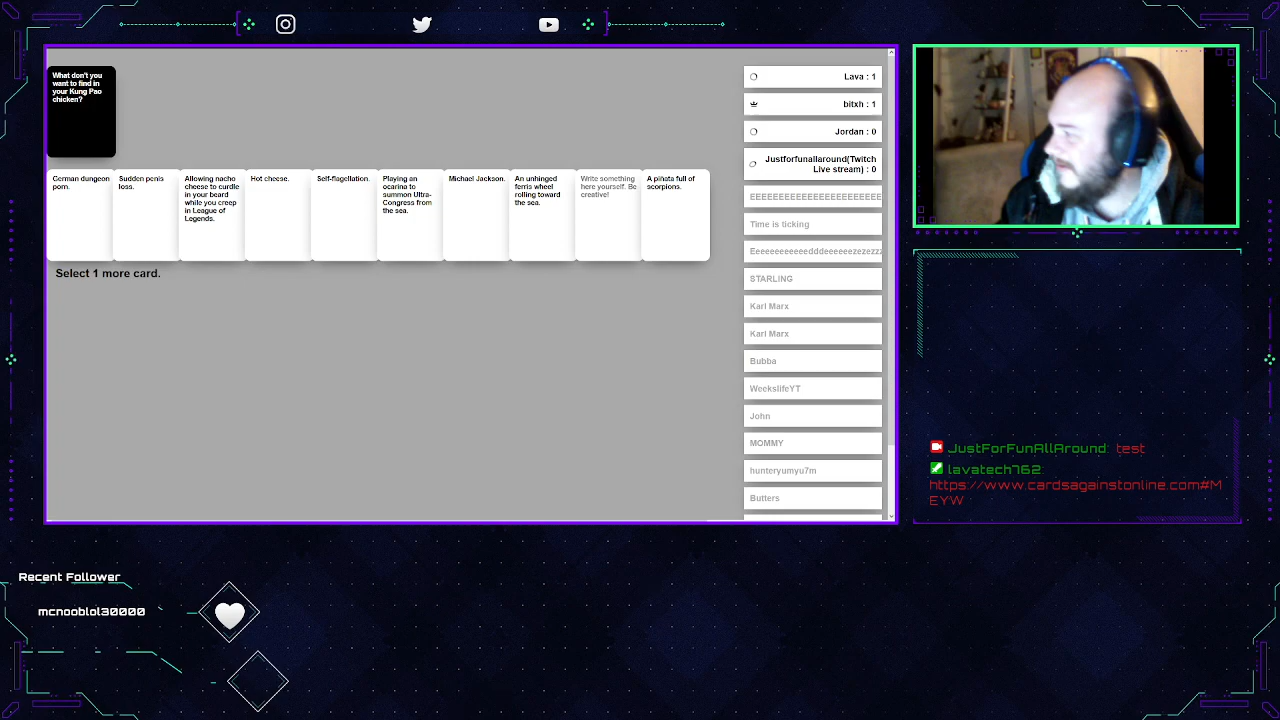 What don't you
want to find in
your Kung Pao
chicken?
German dungeon
porn.
Sudden penis
loss.
Allowing nacho
cheese to curdle
in your beard
while you creep
in League of
Legends.
Hot cheese.
Self-flagellation.
Playing an
ocarina to
summon Ultra-
Congress from
the sea.
Michael Jackson.
An unhinged
ferris wheel
rolling toward
the sea.
Write something
here yourself. Be
creative!
A piñata full of
scorpions.
Select 1 more card.
Lava : 1
bitxh : 1
Jordan : 0
Justforfunallaround(Twitch
Live stream) : 0
EEEEEEEEEEEEEEEEEEEEEEE
Time is ticking
Eeeeeeeeeeedddeeeeeezezezz
STARLING
Karl Marx
Karl Marx
Bubba
WeekslifeYT
John
MOMMY
hunteryumyu7m
Butters
JustForFunAllAround: test
lavatech762:
https://www.cardsagainstonline.com#M
EYW
Recent Follower
mcnooblol30000